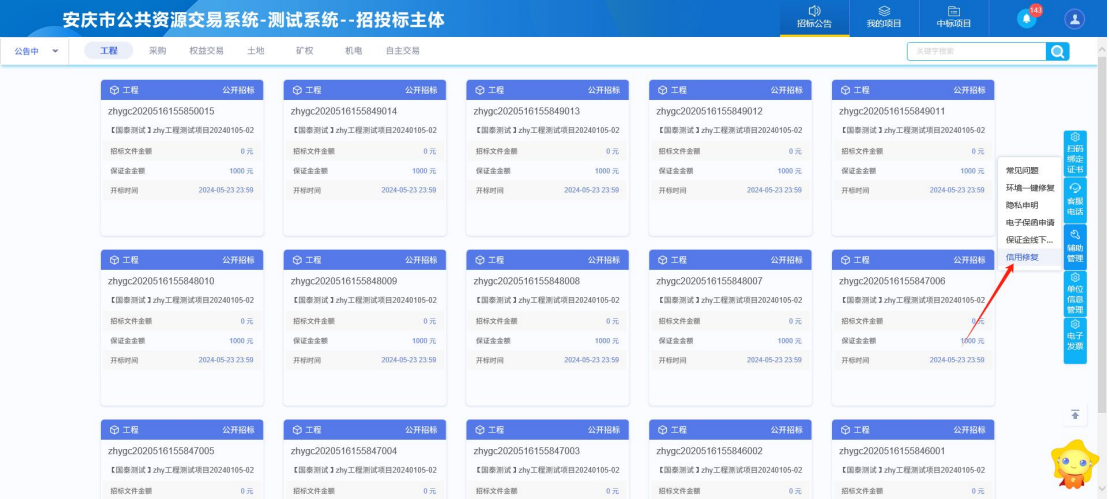 安庆市公共资源交易系统-测试系统--招投标主体
招标公告
我的项目
中标项目
143
公告中
工程 采购 权益交易 土地 矿权 机电 自主交易
关键字搜索
工程 公开招标 工程 公开招标 工程 公开招标 工程 公开招标 工程 公开招标
zhygc2020516155850015 zhygc2020516155849014 zhygc2020516155849013 zhygc2020516155849012 zhygc2020516155849011
【国泰测试】zhy工程测试项目20240105-02 【国泰测试】zhy工程测试项目20240105-02 【国泰测试】zhy工程测试项目20240105-02 【国泰测试】zhy工程测试项目20240105-02 【国泰测试】zhy工程测试项目20240105-02
招标文件金额 0 元 招标文件金额 0 元 招标文件金额 0 元 招标文件金额 0 元 招标文件金额 0 元
保证金金额 1000 元 保证金金额 1000 元 保证金金额 1000 元 保证金金额 1000 元 保证金金额 1000 元
开标时间 2024-05-23 23:59 开标时间 2024-05-23 23:59 开标时间 2024-05-23 23:59 开标时间 2024-05-23 23:59 开标时间 2024-05-23 23:59
常见问题
环境一键修复
隐私申明
电子保函申请
保证金线下...
信用修复
扫码
绑定
证书
客服
电话
辅助
管理
单位
信息
管理
电子
发票
工程 公开招标 工程 公开招标 工程 公开招标 工程 公开招标 工程 公开招标
zhygc2020516155848010 zhygc2020516155848009 zhygc2020516155848008 zhygc2020516155848007 zhygc2020516155847006
【国泰测试】zhy工程测试项目20240105-02 【国泰测试】zhy工程测试项目20240105-02 【国泰测试】zhy工程测试项目20240105-02 【国泰测试】zhy工程测试项目20240105-02 【国泰测试】zhy工程测试项目20240105-02
招标文件金额 0 元 招标文件金额 0 元 招标文件金额 0 元 招标文件金额 0 元 招标文件金额 0 元
保证金金额 1000 元 保证金金额 1000 元 保证金金额 1000 元 保证金金额 1000 元 保证金金额 1000 元
开标时间 2024-05-23 23:59 开标时间 2024-05-23 23:59 开标时间 2024-05-23 23:59 开标时间 2024-05-23 23:59 开标时间 2024-05-23 23:59
工程 公开招标 工程 公开招标 工程 公开招标 工程 公开招标 工程 公开招标
zhygc2020516155847005 zhygc2020516155847004 zhygc2020516155847003 zhygc2020516155846002 zhygc2020516155846001
【国泰测试】zhy工程测试项目20240105-02 【国泰测试】zhy工程测试项目20240105-02 【国泰测试】zhy工程测试项目20240105-02 【国泰测试】zhy工程测试项目20240105-02 【国泰测试】zhy工程测试项目20240105-02
招标文件金额 0 元 招标文件金额 0 元 招标文件金额 0 元 招标文件金额 0 元 招标文件金额 0 元